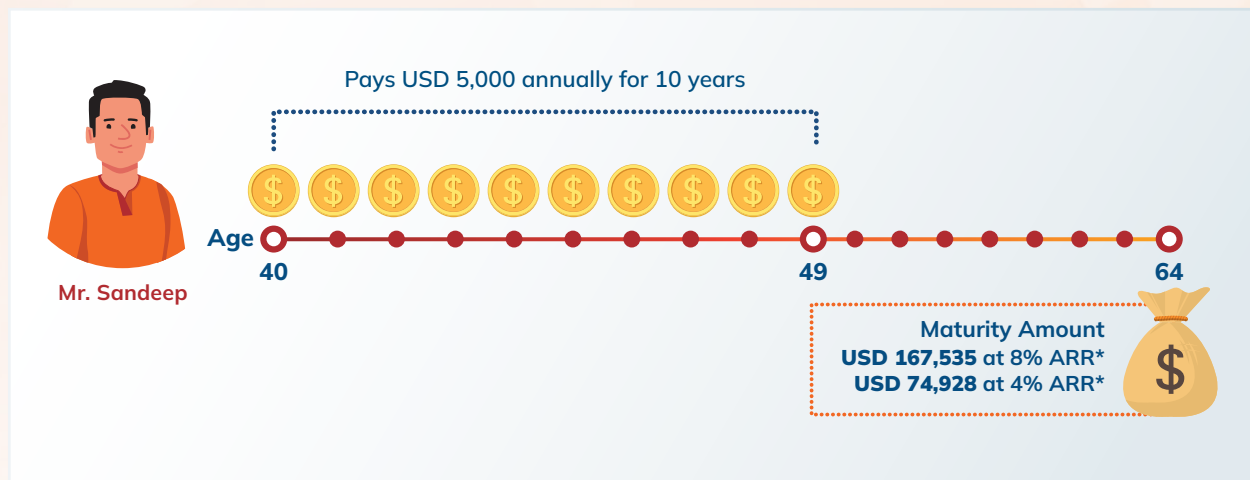 Pays USD 5,000 annually for 10 years
Age
40
49
64
Mr. Sandeep
Maturity Amount
USD 167,535 at 8% ARR*
USD 74,928 at 4% ARR*